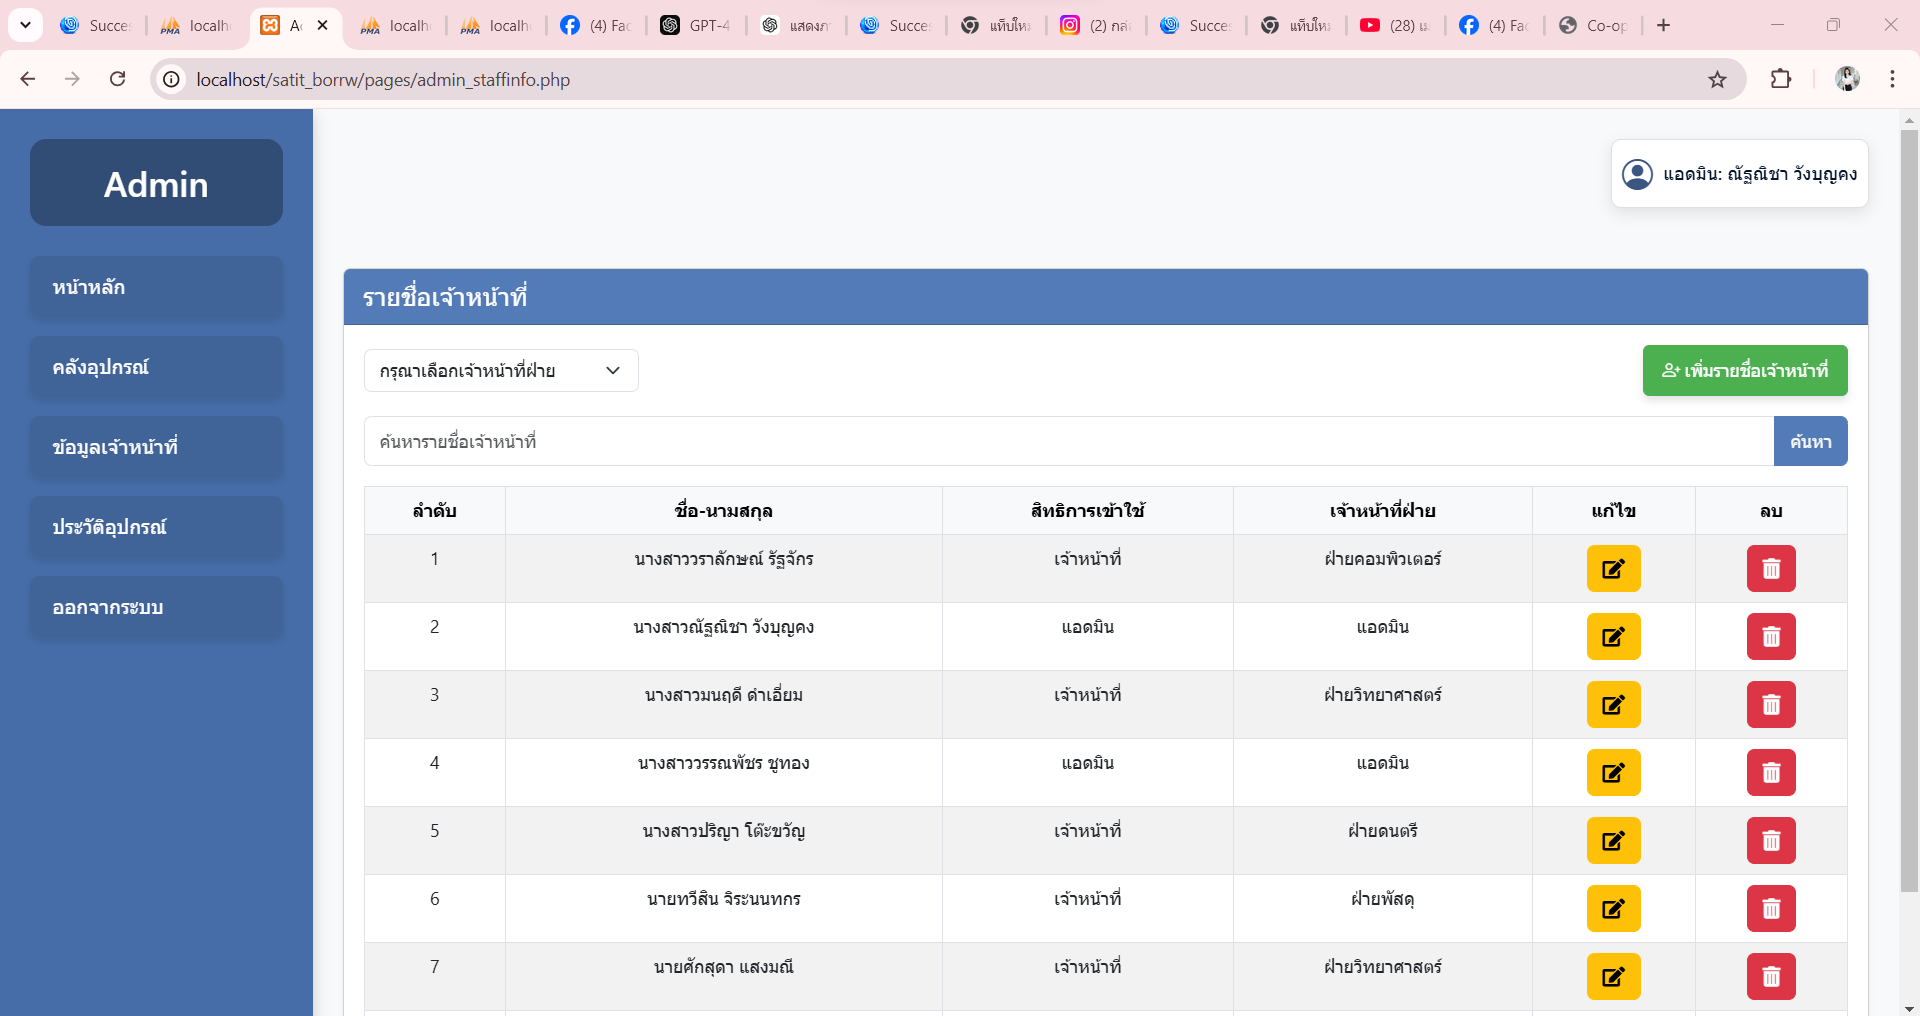 Succe
localh
Ac
localh
localh
(4) Fac
GPT-4
แสดงภ
Succe
แท็บใหม
(2) กล่
Succe
แท็บใหม
(28) เ
(4) Fac
Co-op
localhost/satit_borrw/pages/admin_staffinfo.php
Admin
แอดมิน: ณัฐณิชา วังบุญคง
หน้าหลัก
คลังอุปกรณ์
ข้อมูลเจ้าหน้าที่
ประวัติอุปกรณ์
ออกจากระบบ
รายชื่อเจ้าหน้าที่
กรุณาเลือกเจ้าหน้าที่ฝ่าย
เพิ่มรายชื่อเจ้าหน้าที่
ค้นหารายชื่อเจ้าหน้าที่ ค้นหา
ลำดับ ชื่อ-นามสกุล สิทธิการเข้าใช้ เจ้าหน้าที่ฝ่าย แก้ไข ลบ
1 นางสาววราลักษณ์ รัฐจักร เจ้าหน้าที่ ฝ่ายคอมพิวเตอร์
2 นางสาวณัฐณิชา วังบุญคง แอดมิน แอดมิน
3 นางสาวมนฤดี ดำเอี่ยม เจ้าหน้าที่ ฝ่ายวิทยาศาสตร์
4 นางสาววรรณพัชร ชูทอง แอดมิน แอดมิน
5 นางสาวปริญา โต๊ะขวัญ เจ้าหน้าที่ ฝ่ายดนตรี
6 นายทวีสิน จิระนนทกร เจ้าหน้าที่ ฝ่ายพัสดุ
7 นายศักสุดา แสงมณี เจ้าหน้าที่ ฝ่ายวิทยาศาสตร์